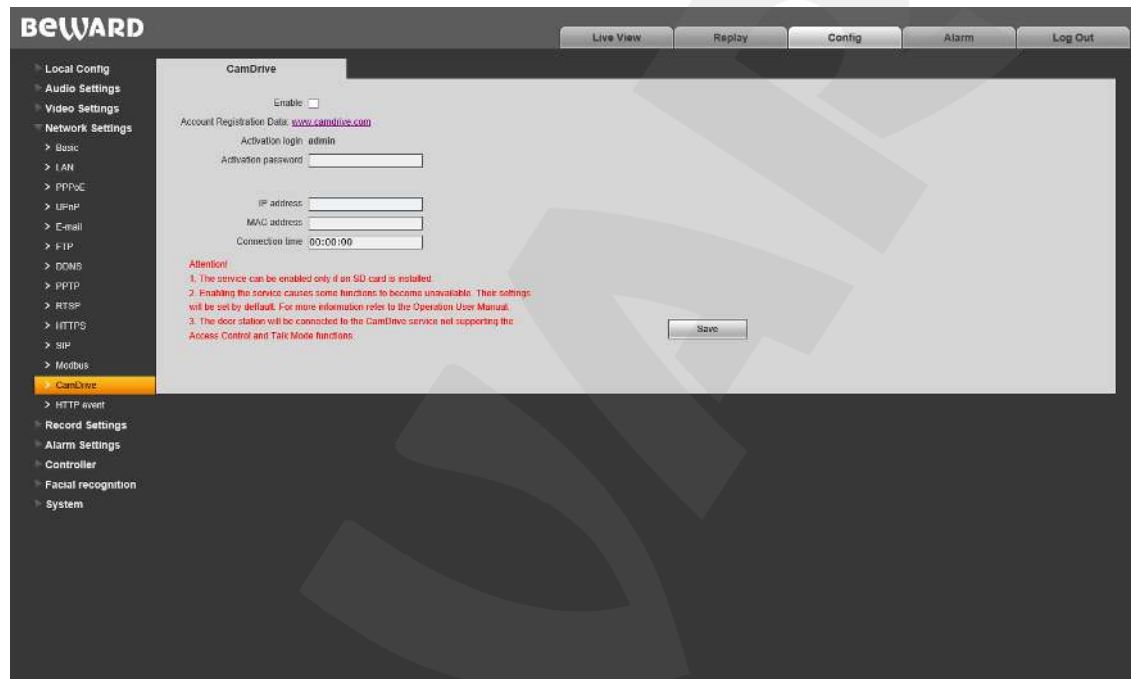 BEWARD
Live View
Replay
Config
Alarm
Log Out
Local Config
Audio Settings
Video Settings
Network Settings
> Basic
> LAN
> PPPoE
> UPnP
> E-mail
> FTP
> DDNS
> PPTP
> RTSP
> HTTPS
> SIP
> Modbus
> CamDrive
> HTTP event
Record Settings
Alarm Settings
Controller
Facial recognition
System
CamDrive
Enable
Account Registration Data: www.camdrive.com
Activation login admin
Activation password
IP address
MAC address
Connection time 00:00:00
Attention!
1. The service can be enabled only if an SD card is installed.
2. Enabling the service causes some functions to become unavailable. Their settings
will be set by deffault. For more information refer to the Operation User Manual.
3. The door station will be connected to the CamDrive service not supporting the
Access Control and Talk Mode functions.
Save